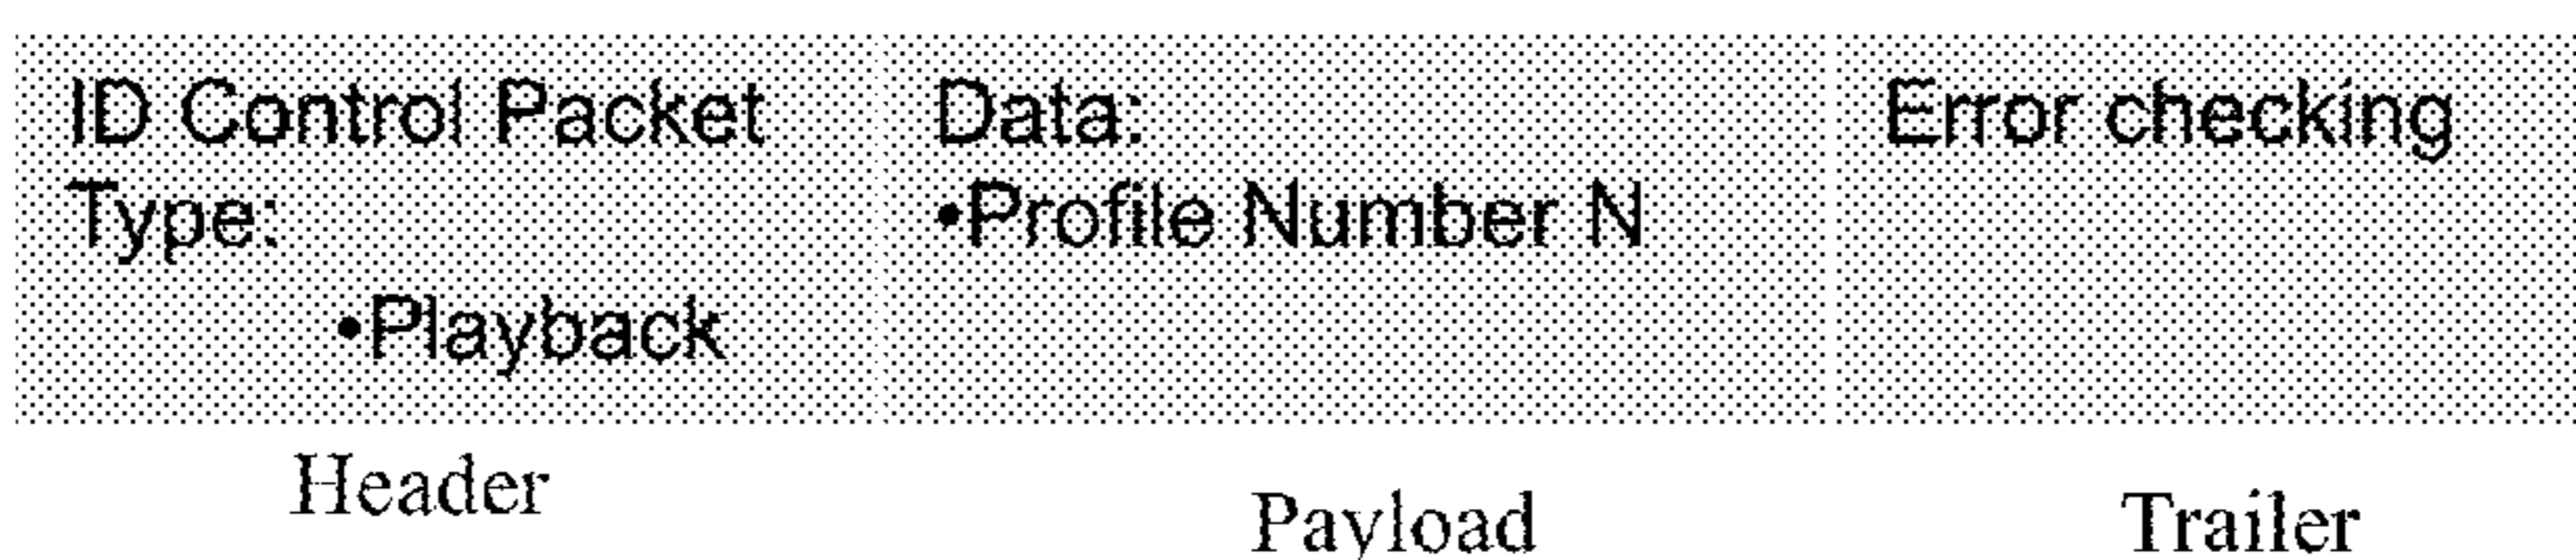 ID Control Packet
Type:
•Playback
Data:
•Profile Number N
Error checking
Header
Payload
Trailer